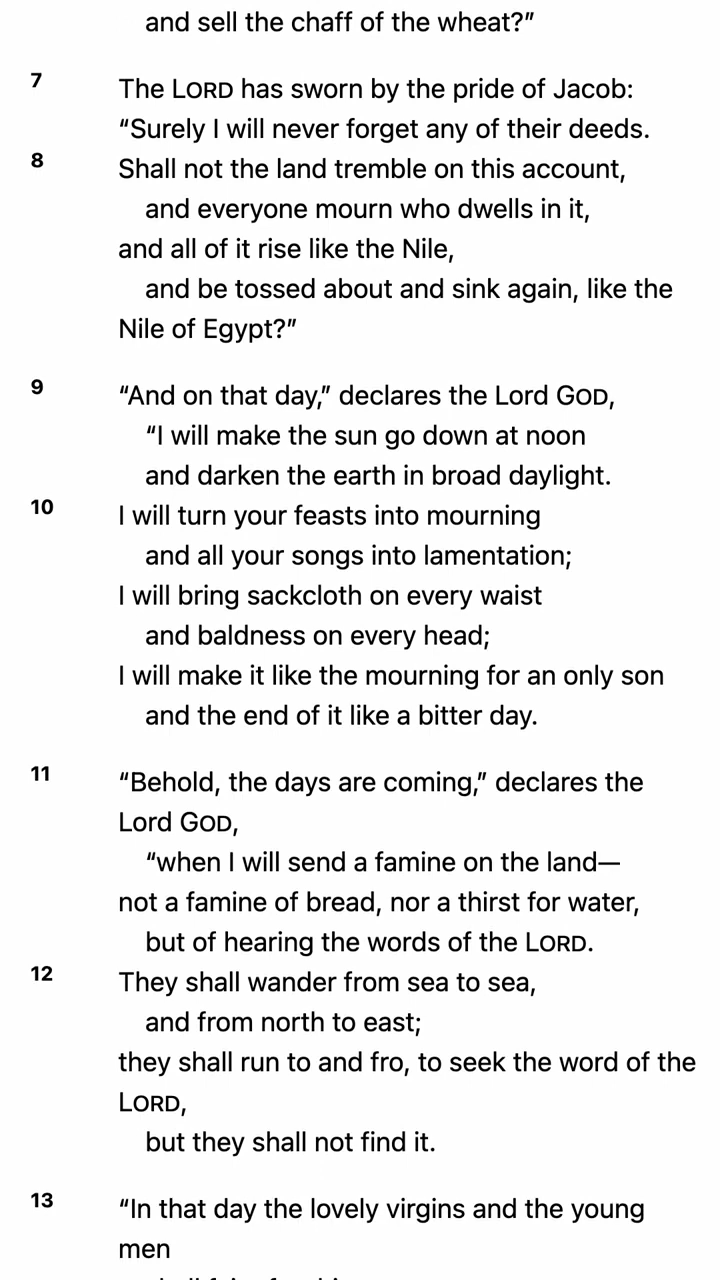 and sell the chaff of the wheat?”
7 The LORD has sworn by the pride of Jacob:
“Surely I will never forget any of their deeds.
8 Shall not the land tremble on this account,
and everyone mourn who dwells in it,
and all of it rise like the Nile,
and be tossed about and sink again, like the
Nile of Egypt?”
9 “And on that day,” declares the Lord GOD,
“I will make the sun go down at noon
and darken the earth in broad daylight.
10 I will turn your feasts into mourning
and all your songs into lamentation;
I will bring sackcloth on every waist
and baldness on every head;
I will make it like the mourning for an only son
and the end of it like a bitter day.
11 “Behold, the days are coming,” declares the
Lord GOD,
“when I will send a famine on the land—
not a famine of bread, nor a thirst for water,
but of hearing the words of the LORD.
12 They shall wander from sea to sea,
and from north to east;
they shall run to and fro, to seek the word of the
LORD,
but they shall not find it.
13 “In that day the lovely virgins and the young
men